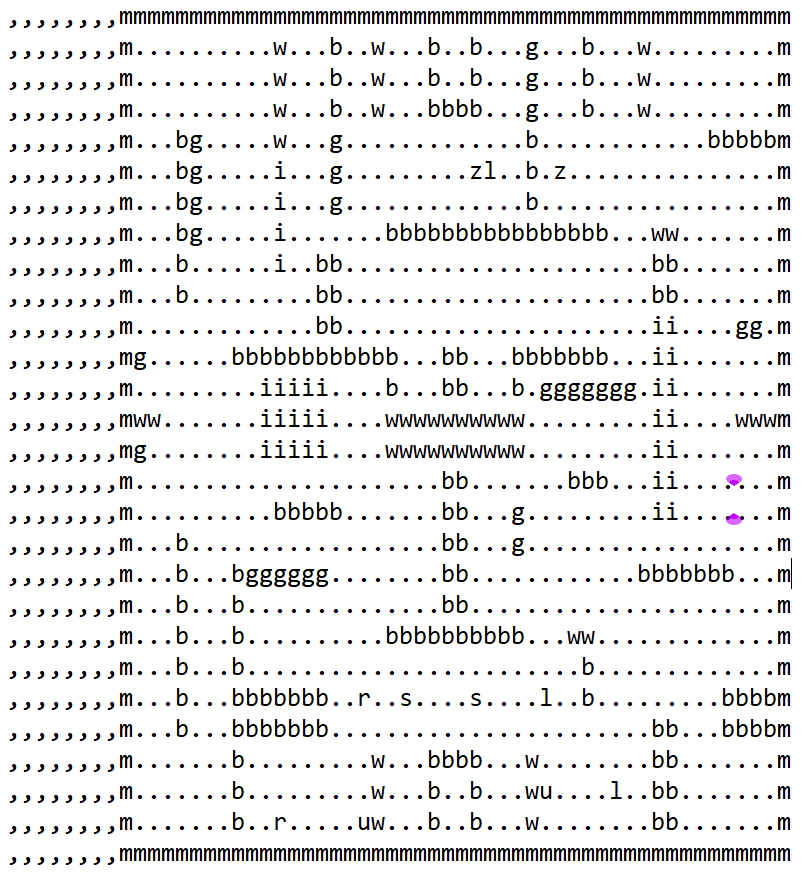 ,,,,,,,,mmmmmmmmmmmmmmmmmmmmmmmmmmmmmmmmmmmmmmmmmmmmmmmm
,,,,,,,,m..........w...b..w...b..b...g...b...w.........m
,,,,,,,,m..........w...b..w...b..b...g...b...w.........m
,,,,,,,,m..........w...b..w...bbbb...g...b...w.........m
,,,,,,,,m...bg.....w...g.............b............bbbbbm
,,,,,,,,m...bg.....i...g.........zl..b.z...............m
,,,,,,,,m...bg.....i...g.............b.................m
,,,,,,,,m...bg.....i.......bbbbbbbbbbbbbbbb...ww.......m
,,,,,,,,m...b......i..bb......................bb.......m
,,,,,,,,m...b.........bb......................bb.......m
,,,,,,,,m.............bb......................ii....gg.m
,,,,,,,,mg......bbbbbbbbbbbb...bb...bbbbbbb...ii.......m
,,,,,,,,m.........iiiii....b...bb...b.ggggggg.ii.......m
,,,,,,,,mww.......iiiii....wwwwwwwwww.........ii....wwwm
,,,,,,,,mg........iiiii....wwwwwwwwww.........ii.......m
,,,,,,,,m......................bb.......bbb...ii.......m
,,,,,,,,m..........bbbbb.......bb...g.........ii.......m
,,,,,,,,m...b..................bb...g..................m
,,,,,,,,m...b...bgggggg........bb............bbbbbbb...m
,,,,,,,,m...b...b..............bb......................m
,,,,,,,,m...b...b..........bbbbbbbbbb...ww.............m
,,,,,,,,m...b...b........................b.............m
,,,,,,,,m...b...bbbbbbb..r..s....s....l..b.........bbbbm
,,,,,,,,m...b...bbbbbbb.......................bb...bbbbm
,,,,,,,,m.......b.........w...bbbb...w........bb.......m
,,,,,,,,m.......b.........w...b..b...wu....l..bb.......m
,,,,,,,,m.......b..r.....uw...b..b...w........bb.......m
,,,,,,,,mmmmmmmmmmmmmmmmmmmmmmmmmmmmmmmmmmmmmmmmmmmmmmmm